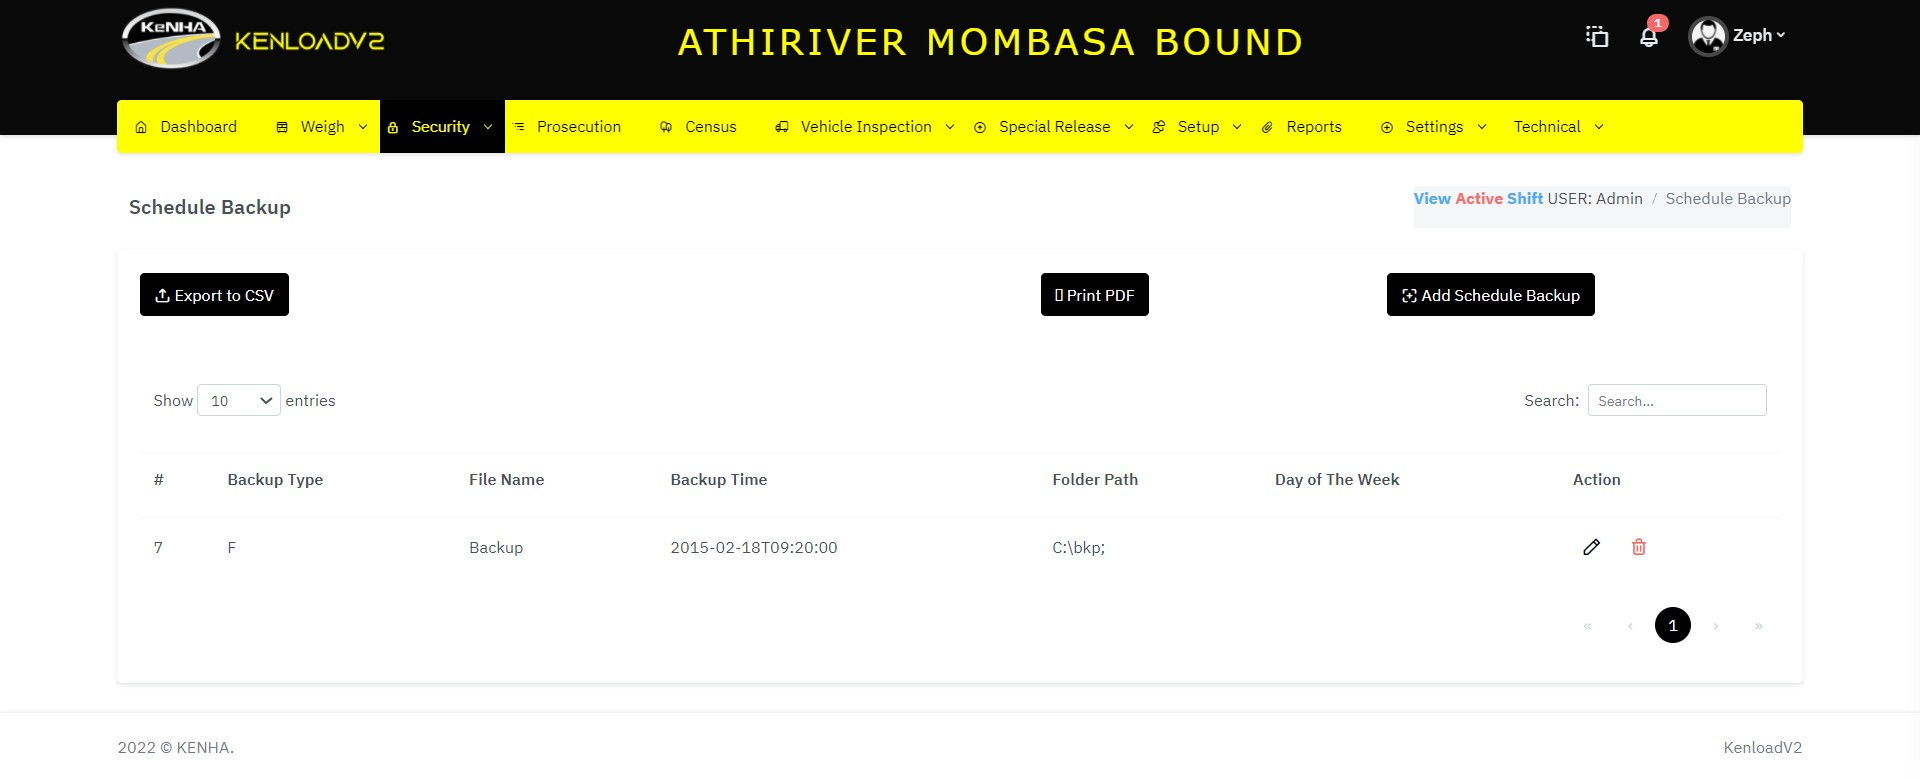 KeNHA KENLOADV2
ATHIRIVER MOMBASA BOUND
1
Zeph
Dashboard Weigh Security Prosecution Census Vehicle Inspection Special Release Setup Reports Settings Technical
Schedule Backup
View Active Shift USER: Admin / Schedule Backup
Export to CSV Print PDF Add Schedule Backup
Show 10 entries Search: Search...
# Backup Type File Name Backup Time Folder Path Day of The Week Action
7 F Backup 2015-02-18T09:20:00 C:\bkp;
« ‹ 1 › »
2022 © KENHA. KenloadV2